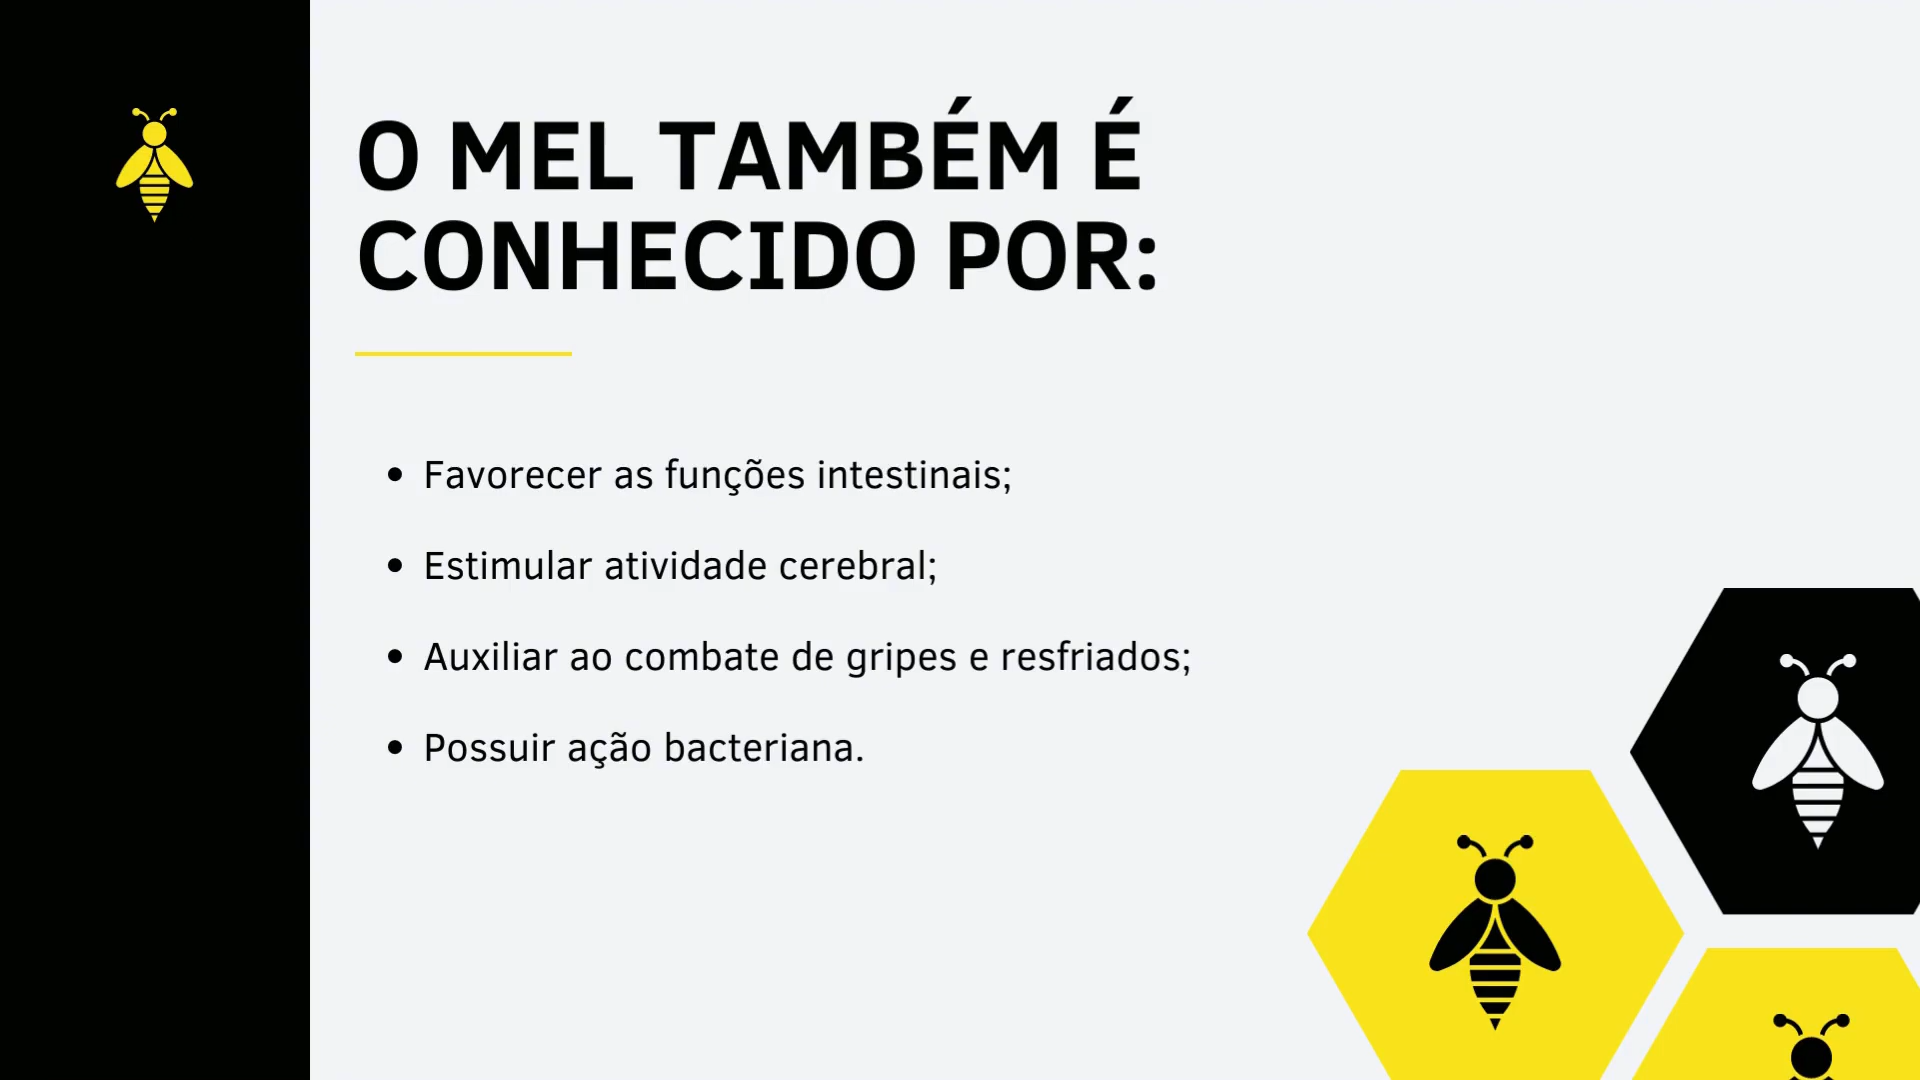 O MEL TAMBÉM É
CONHECIDO POR:
• Favorecer as funções intestinais;
• Estimular atividade cerebral;
• Auxiliar ao combate de gripes e resfriados;
• Possuir ação bacteriana.